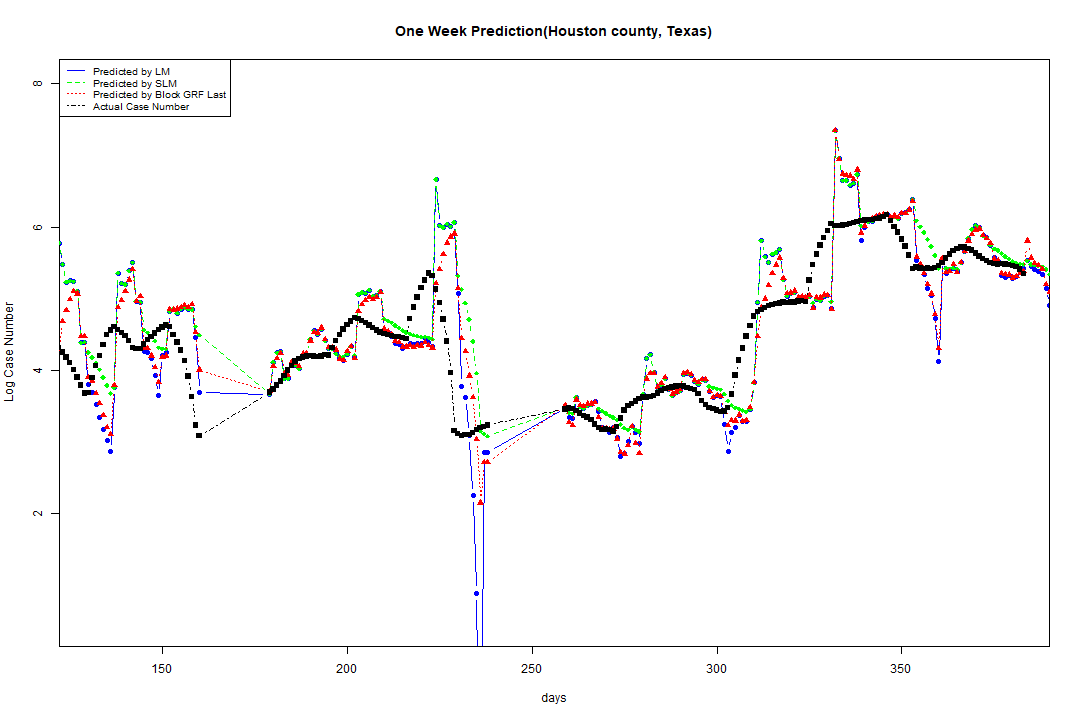 One Week Prediction(Houston county, Texas)
Predicted by LM
Predicted by SLM
Predicted by Block GRF Last
Actual Case Number
8
6
4
2
Log Case Number
150 200 250 300 350
days